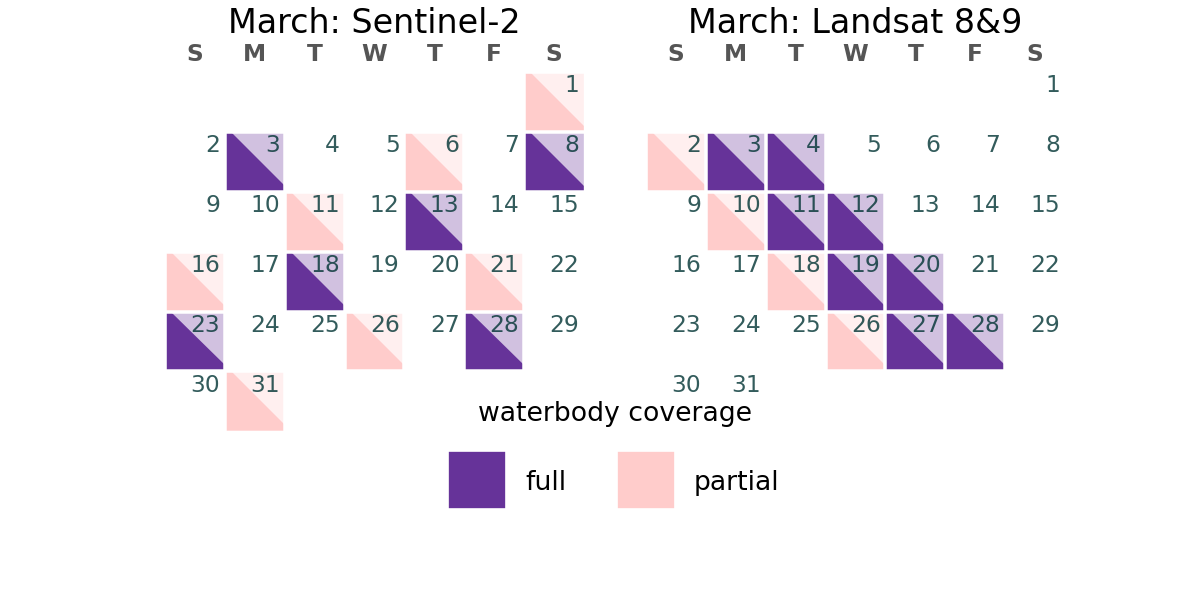 March: Sentinel-2
S M T W T F S
1
2 3 4 5 6 7 8
9 10 11 12 13 14 15
16 17 18 19 20 21 22
23 24 25 26 27 28 29
30 31
March: Landsat 8&9
S M T W T F S
1
2 3 4 5 6 7 8
9 10 11 12 13 14 15
16 17 18 19 20 21 22
23 24 25 26 27 28 29
30 31
waterbody coverage
full partial